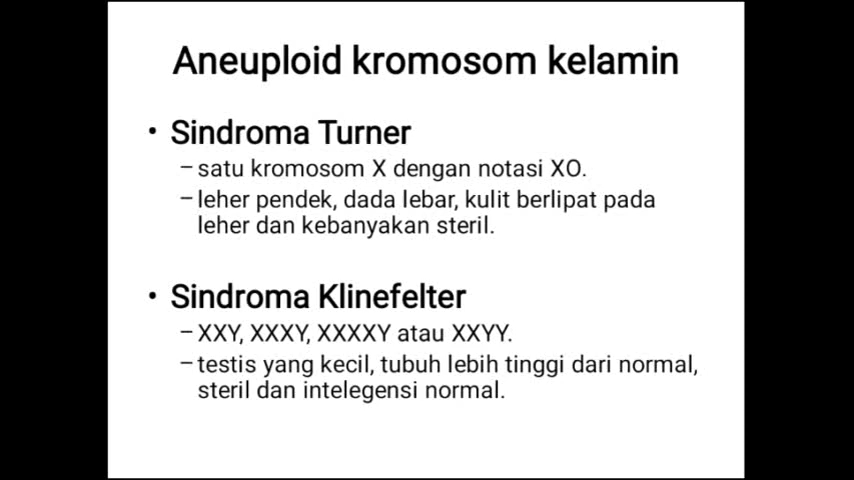 Aneuploid kromosom kelamin
• Sindroma Turner
– satu kromosom X dengan notasi XO.
– leher pendek, dada lebar, kulit berlipat pada
leher dan kebanyakan steril.
• Sindroma Klinefelter
– XXY, XXXY, XXXXY atau XXYY.
– testis yang kecil, tubuh lebih tinggi dari normal,
steril dan intelegensi normal.